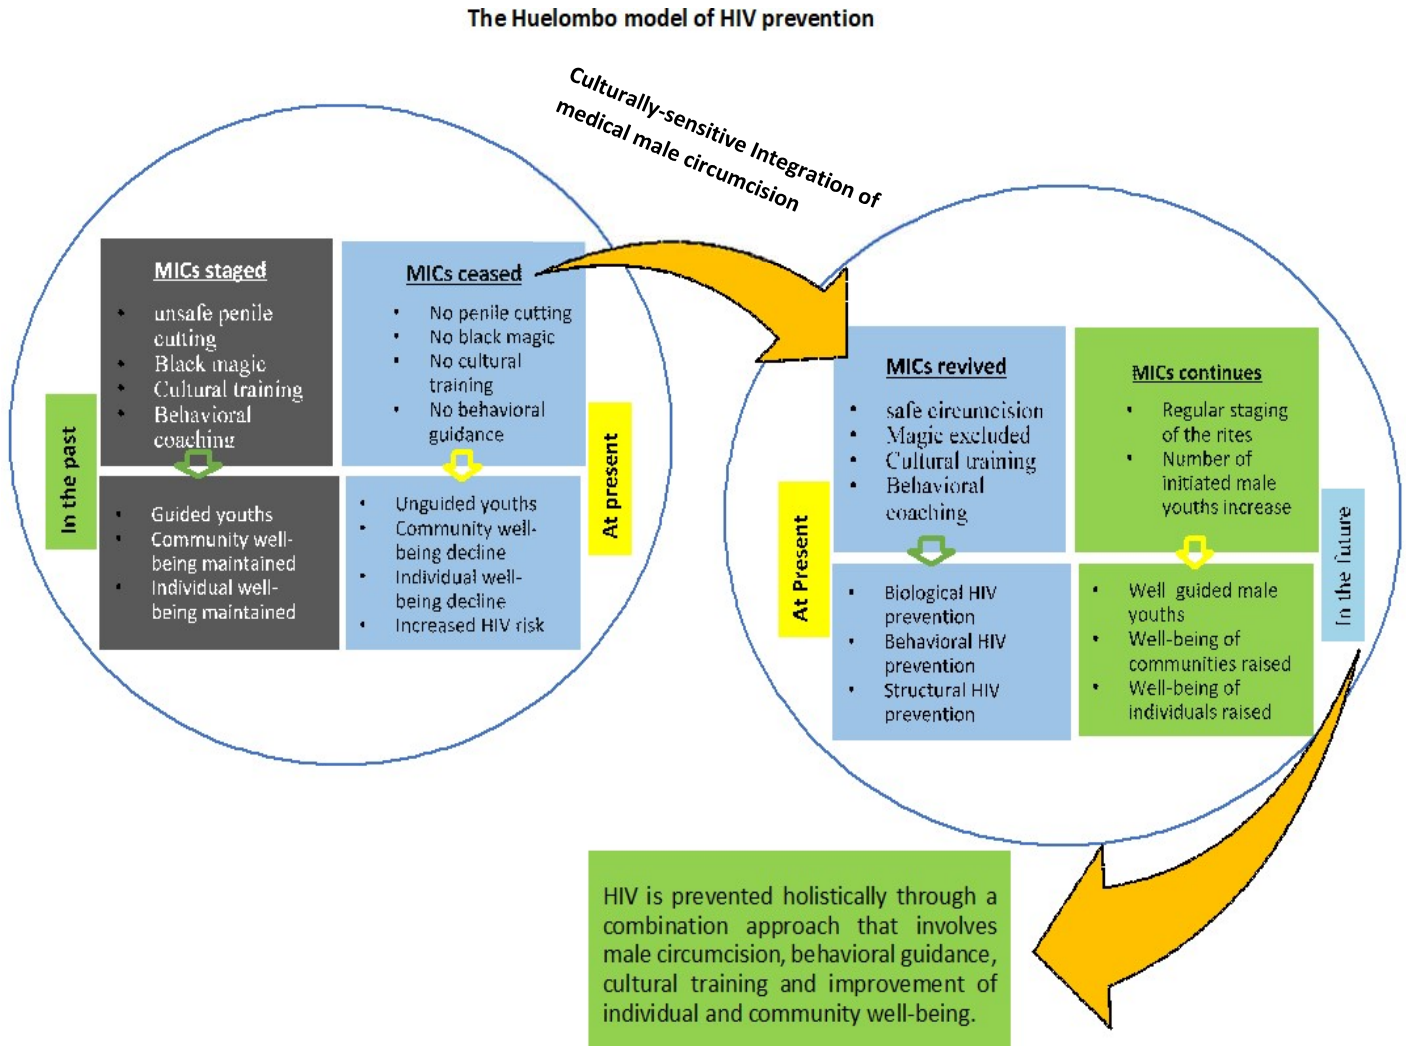 The Huelombo model of HIV prevention
Culturally-sensitive Integration of
medical male circumcision
In the past
MICs staged
• unsafe penile
cutting
• Black magic
• Cultural training
• Behavioral
coaching
• Guided youths
• Community well-
being maintained
• Individual well-
being maintained
MICs ceased
• No penile cutting
• No black magic
• No cultural
training
• No behavioral
guidance
• Unguided youths
• Community well-
being decline
• Individual well-
being decline
• Increased HIV risk
At present
At Present
MICs revived
• safe circumcision
• Magic excluded
• Cultural training
• Behavioral
coaching
• Biological HIV
prevention
• Behavioral HIV
prevention
• Structural HIV
prevention
MICs continues
• Regular staging
of the rites
• Number of
initiated male
youths increase
• Well guided male
youths
• Well-being of
communities raised
• Well-being of
individuals raised
In the future
HIV is prevented holistically through a
combination approach that involves
male circumcision, behavioral guidance,
cultural training and improvement of
individual and community well-being.